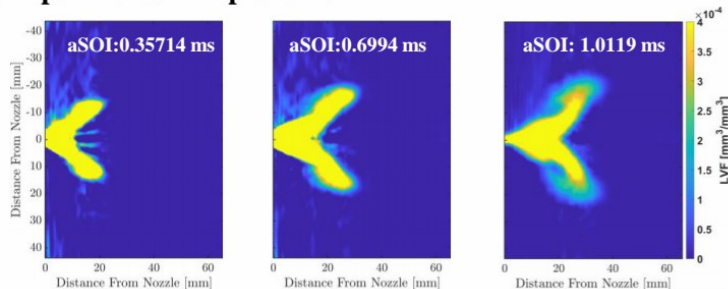 aSOI:0.35714 ms
aSOI:0.6994 ms
aSOI: 1.0119 ms
×10⁻⁴
Distance From Nozzle [mm]
-40
-30
-20
-10
0
10
20
30
40
0 20 40 60
0 20 40 60
0 20 40 60
Distance From Nozzle [mm]
Distance From Nozzle [mm]
Distance From Nozzle [mm]
4
3.5
3
2.5
2
1.5
1
0.5
0
LVF [mm³/mm³]